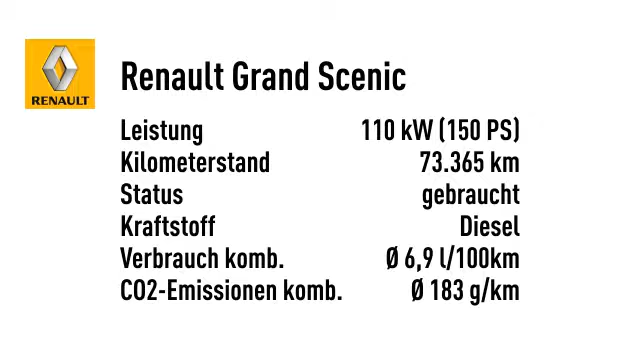 RENAULT
Renault Grand Scenic
Leistung 110 kW (150 PS)
Kilometerstand 73.365 km
Status gebraucht
Kraftstoff Diesel
Verbrauch komb. Ø 6,9 l/100km
CO2-Emissionen komb. Ø 183 g/km